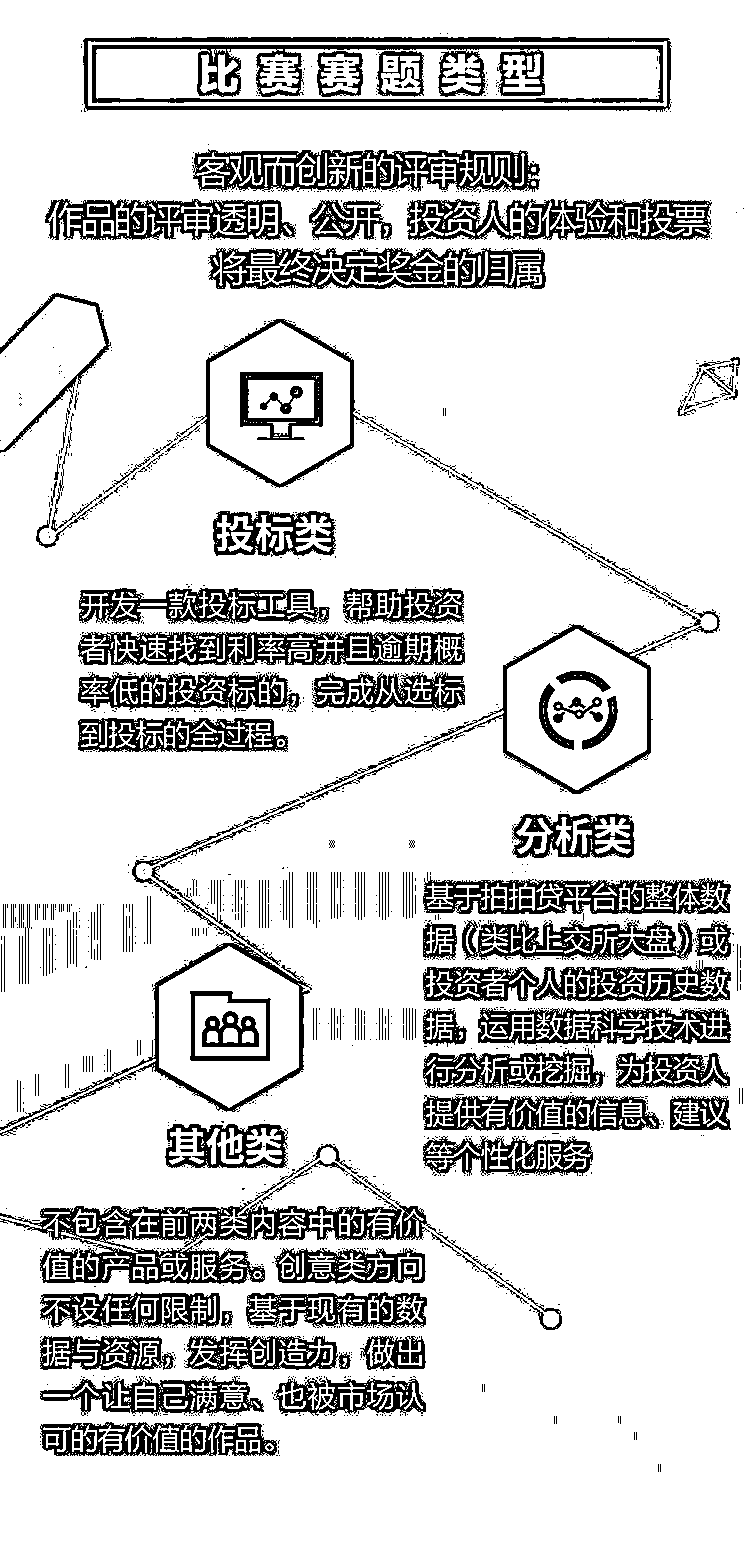 比赛赛题类型
客观而创新的评审规则:
作品的评审透明、公开，投资人的体验和投票
将最终决定奖金的归属
投标类
开发一款投标工具，帮助投资
者快速找到利率高并且逾期概
率低的投资标的，完成从选标
到投标的全过程。
分析类
基于拍拍贷平台的整体数
据（类比上交所大盘）或
投资者个人的投资历史数
据，运用数据科学技术进
行分析或挖掘，为投资人
提供有价值的信息、建议
等个性化服务
其他类
不包含在前两类内容中的有价
值的产品或服务。创意类方向
不设任何限制，基于现有的数
据与资源，发挥创造力，做出
一个让自己满意、也被市场认
可的有价值的作品。